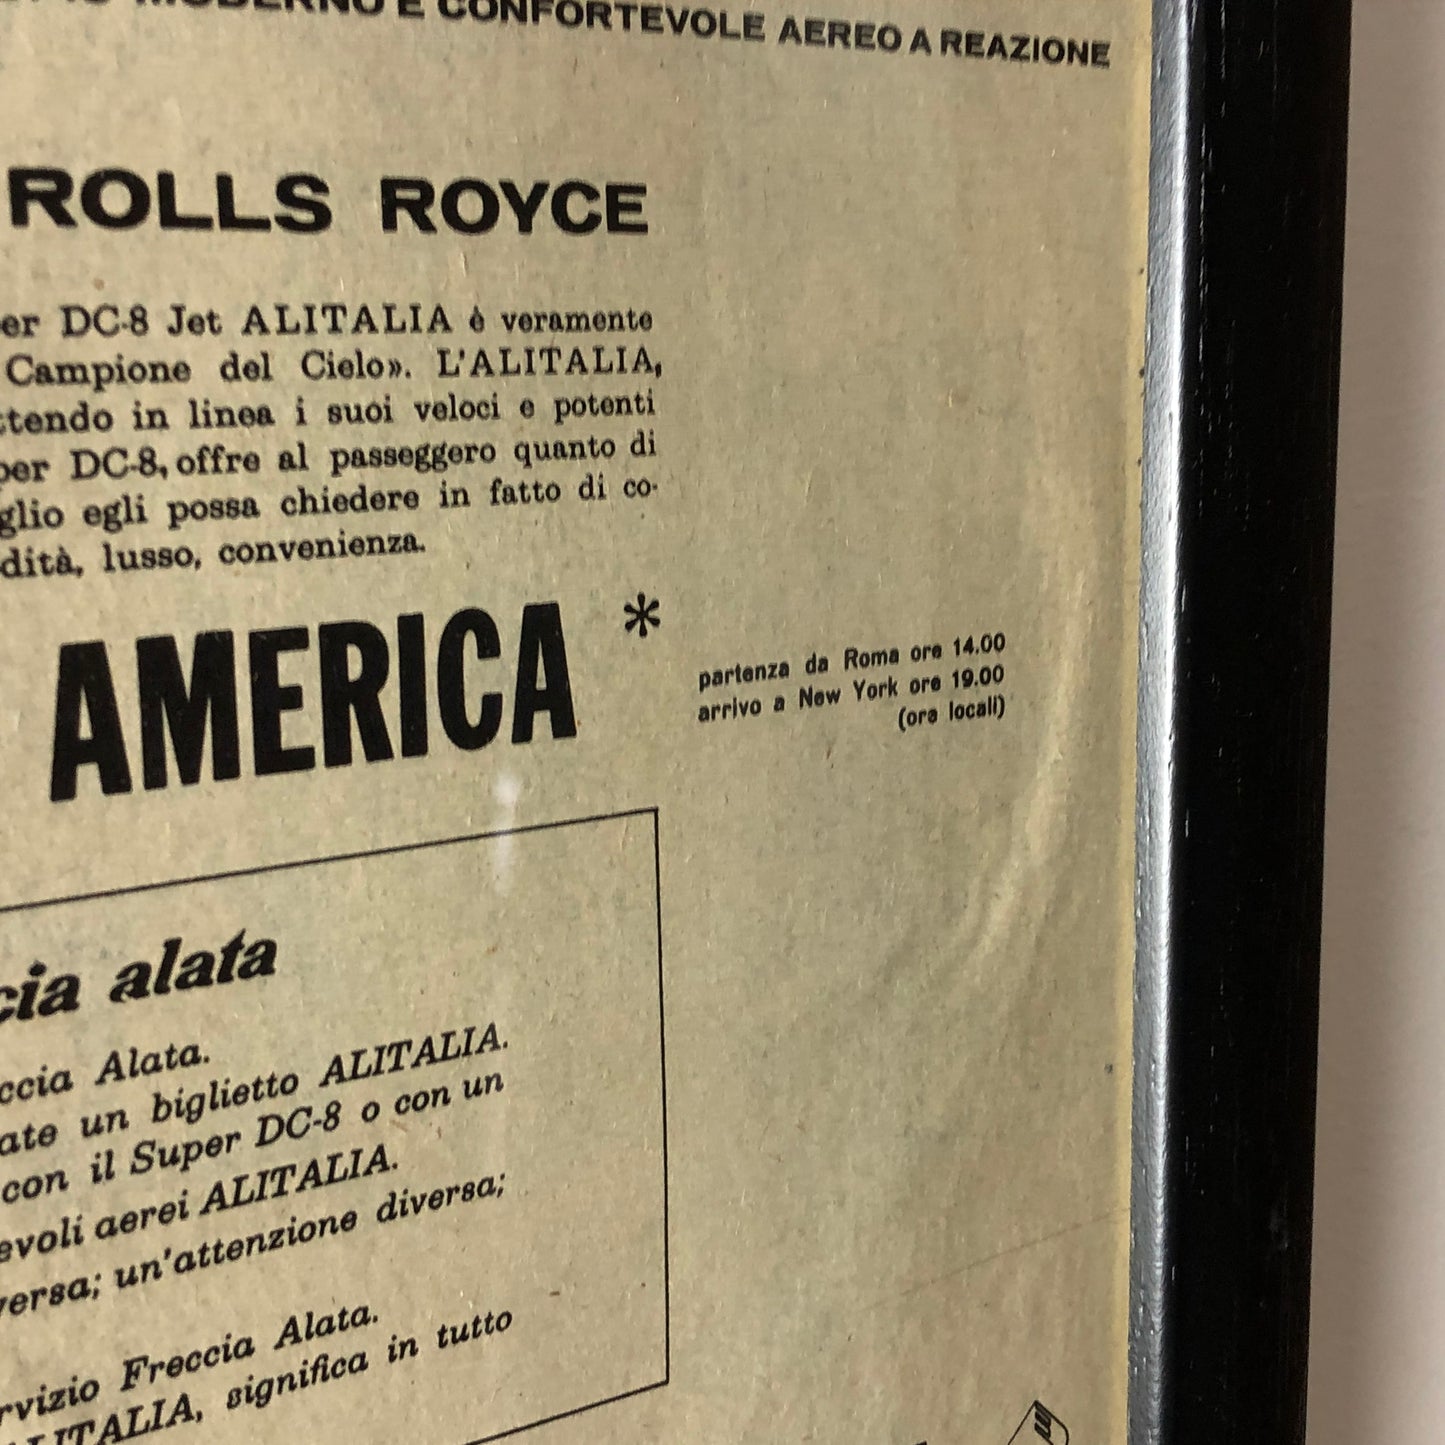 MODERNO E CONFORTEVOLE AEREO A REAZIONE
ROLLS ROYCE
er DC-8 Jet ALITALIA è veramente
Campione del Cielo». L'ALITALIA,
ttendo in linea i suoi veloci e potenti
per DC-8, offre al passeggero quanto di
glio egli possa chiedere in fatto di co-
dità, lusso, convenienza.
AMERICA *
partenza da Roma ore 14.00
arrivo a New York ore 19.00
(ore locali)
cia alata
ccia Alata.
ate un biglietto ALITALIA.
con il Super DC-8 o con un
evoli aerei ALITALIA.
versa; un'attenzione diversa;
rvizio Freccia Alata.
ALITALIA, significa in tutto